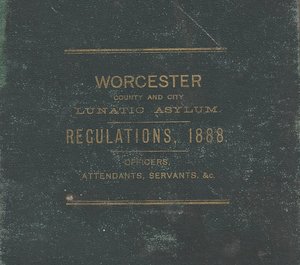 WORCESTER
COUNTY AND CITY
LUNATIC ASYLUM.
REGULATIONS, 1888.
OFFICERS,
ATTENDANTS, SERVANTS, &c.